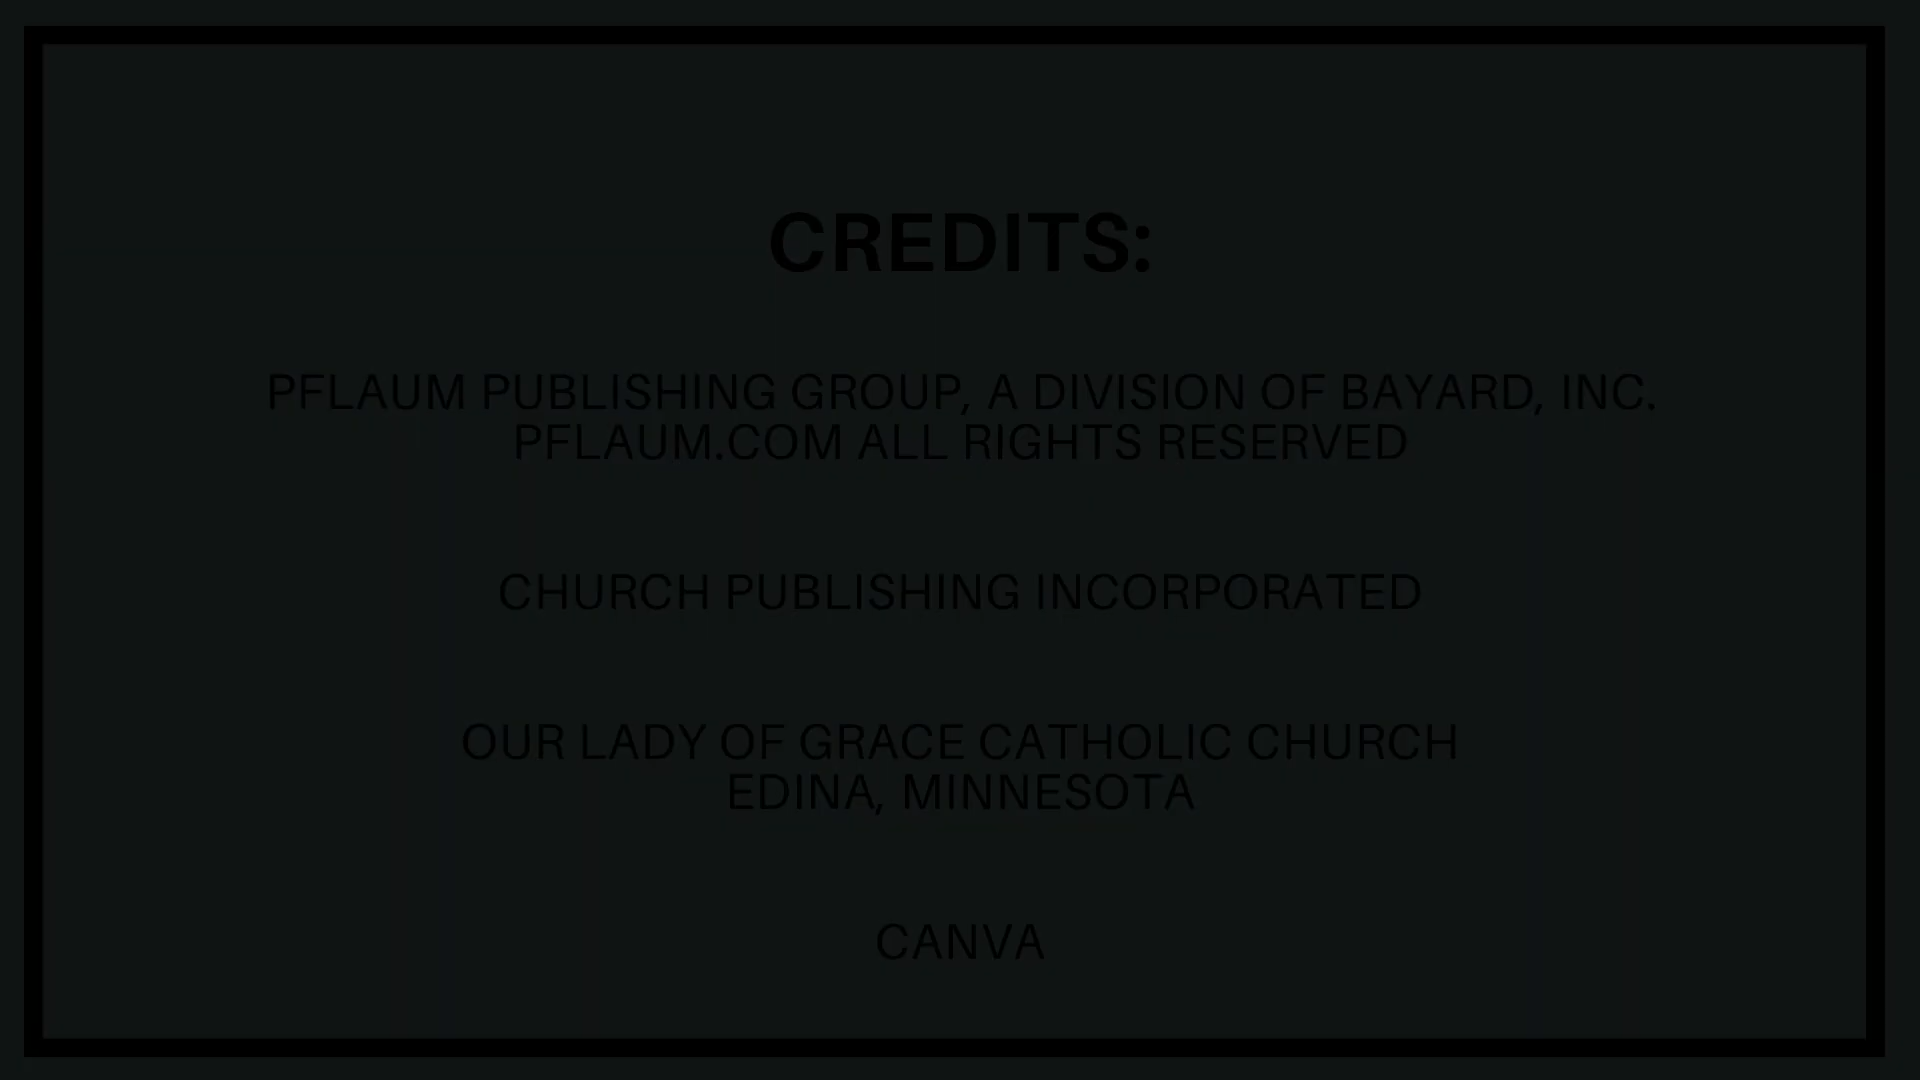 CREDITS:
PFLAUM PUBLISHING GROUP, A DIVISION OF BAYARD, INC.
PFLAUM.COM ALL RIGHTS RESERVED
CHURCH PUBLISHING INCORPORATED
OUR LADY OF GRACE CATHOLIC CHURCH
EDINA, MINNESOTA
CANVA